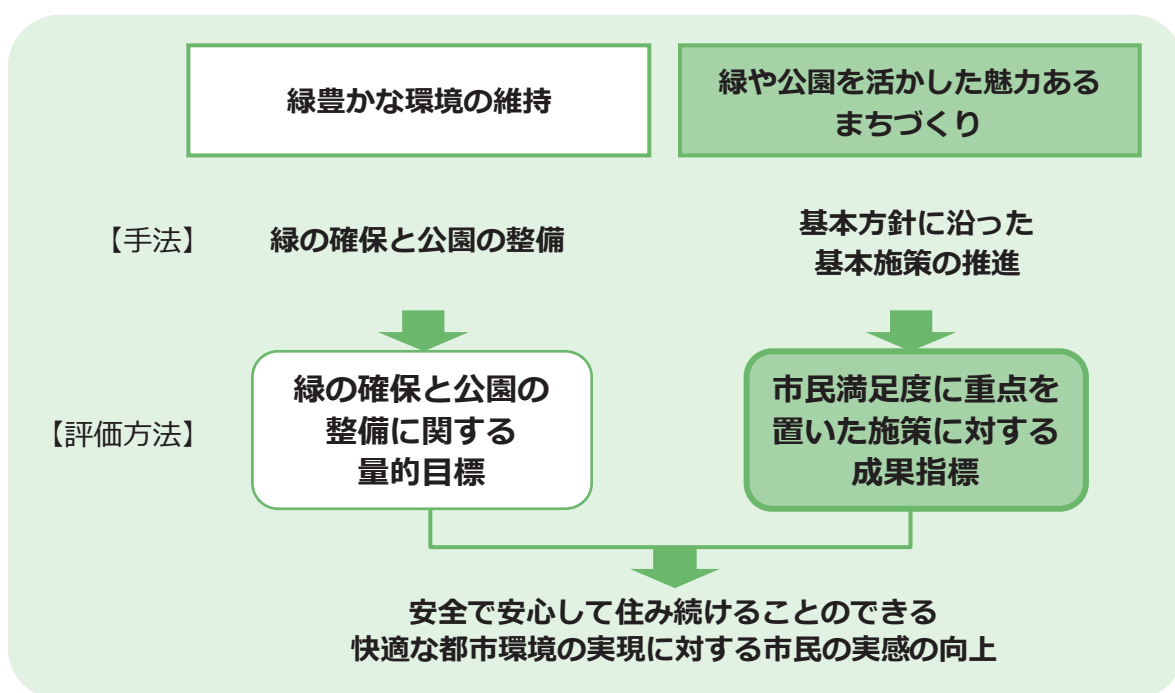 緑豊かな環境の維持
緑や公園を活かした魅力ある
まちづくり
【手法】
緑の確保と公園の整備
基本方針に沿った
基本施策の推進
【評価方法】
緑の確保と公園の
整備に関する
量的目標
市民満足度に重点を
置いた施策に対する
成果指標
安全で安心して住み続けることのできる
快適な都市環境の実現に対する市民の実感の向上